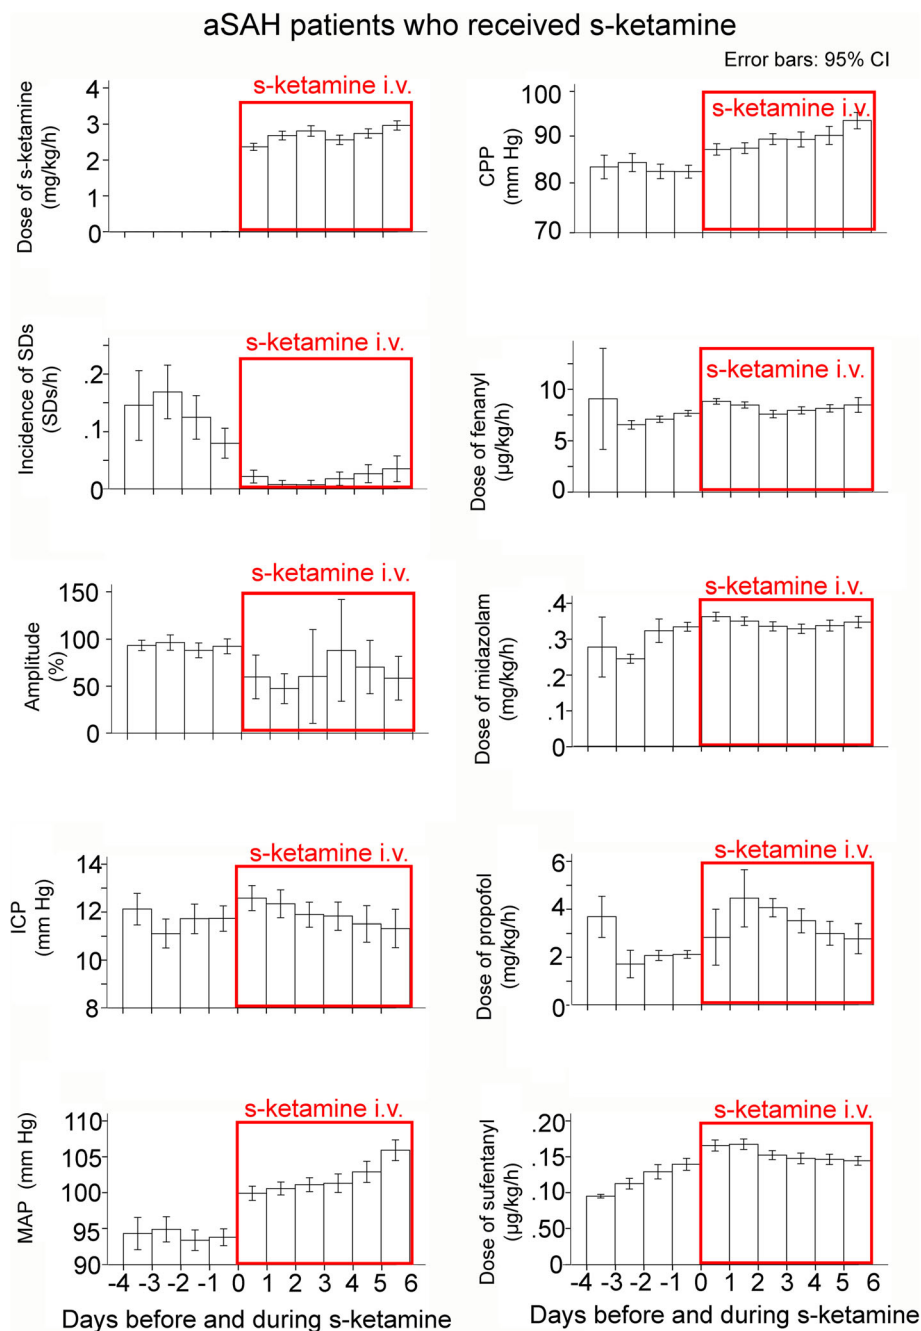 aSAH patients who received s-ketamine
Error bars: 95% CI
s-ketamine i.v.
Dose of s-ketamine
(mg/kg/h)
4
3
2
1
0
s-ketamine i.v.
CPP
(mm Hg)
100
90
80
70
s-ketamine i.v.
Incidence of SDs
(SDs/h)
.2
.1
0
s-ketamine i.v.
Dose of fenanyl
(µg/kg/h)
10
5
0
s-ketamine i.v.
Amplitude
(%)
150
100
50
0
s-ketamine i.v.
Dose of midazolam
(mg/kg/h)
.4
.3
.2
.1
0
s-ketamine i.v.
ICP
(mm Hg)
14
12
10
8
s-ketamine i.v.
Dose of propofol
(mg/kg/h)
6
4
2
0
s-ketamine i.v.
MAP (mm Hg)
110
105
100
95
90
-4 -3 -2 -1 0 1 2 3 4 5 6
Days before and during s-ketamine
s-ketamine i.v.
Dose of sufentanyl
(µg/kg/h)
.20
.15
.10
.50
0
-4 -3 -2 -1 0 1 2 3 4 5 6
Days before and during s-ketamine